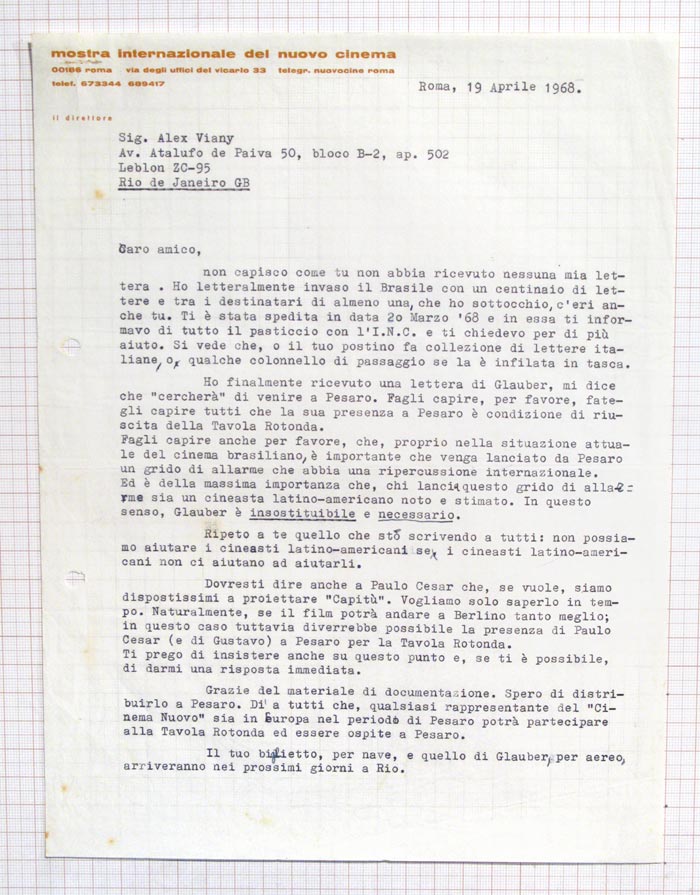 mostra internazionale del nuovo cinema
00186 roma via degli uffici del vicario 33 telegr. nuovocine roma
telef. 673344 689417
Roma, 19 Aprile 1968.
il direttore
Sig. Alex Viany
Av. Atalufo de Paiva 50, bloco B-2, ap. 502
Leblon ZC-95
Rio de Janeiro GB
Caro amico,
non capisco come tu non abbia ricevuto nessuna mia let-
tera . Ho letteralmente invaso il Brasile con un centinaio di let-
tere e tra i destinatari di almeno una, che ho sottocchio, c'eri an-
che tu. Ti è stata spedita in data 20 Marzo '68 e in essa ti infor-
mavo di tutto il pasticcio con l'I.N.C. e ti chiedevo per di più
aiuto. Si vede che, o il tuo postino fa collezione di lettere ita-
liane, o, qualche colonnello di passaggio se la è infilata in tasca.
Ho finalmente ricevuto una lettera di Glauber, mi dice
che "cercherà" di venire a Pesaro. Fagli capire, per favore, fate-
gli capire tutti che la sua presenza a Pesaro è condizione di riu-
scita della Tavola Rotonda.
Fagli capire anche per favore, che, proprio nella situazione attua-
le del cinema brasiliano, è importante che venga lanciato da Pesaro
un grido di allarme che abbia una ripercussione internazionale.
Ed è della massima importanza che, chi lancia questo grido di alla-
rme sia un cineasta latino-americano noto e stimato. In questo
senso, Glauber è insostituibile e necessario.
Ripeto a te quello che stò scrivendo a tutti: non possia-
mo aiutare i cineasti latino-americani se, i cineasti latino-ameri-
cani non ci aiutano ad aiutarli.
Dovresti dire anche a Paulo Cesar che, se vuole, siamo
dispostissimi a proiettare "Capitù". Vogliamo solo saperlo in tem-
po. Naturalmente, se il film potrà andare a Berlino tanto meglio;
in questo caso tuttavia diverrebbe possibile la presenza di Paulo
Cesar (e di Gustavo) a Pesaro per la Tavola Rotonda.
Ti prego di insistere anche su questo punto e, se ti è possibile,
di darmi una risposta immediata.
Grazie del materiale di documentazione. Spero di distri-
buirlo a Pesaro. Di' a tutti che, qualsiasi rappresentante del "Ci-
nema Nuovo" sia in Europa nel periodo di Pesaro potrà partecipare
alla Tavola Rotonda ed essere ospite a Pesaro.
Il tuo biglietto, per nave, e quello di Glauber, per aereo,
arriveranno nei prossimi giorni a Rio.